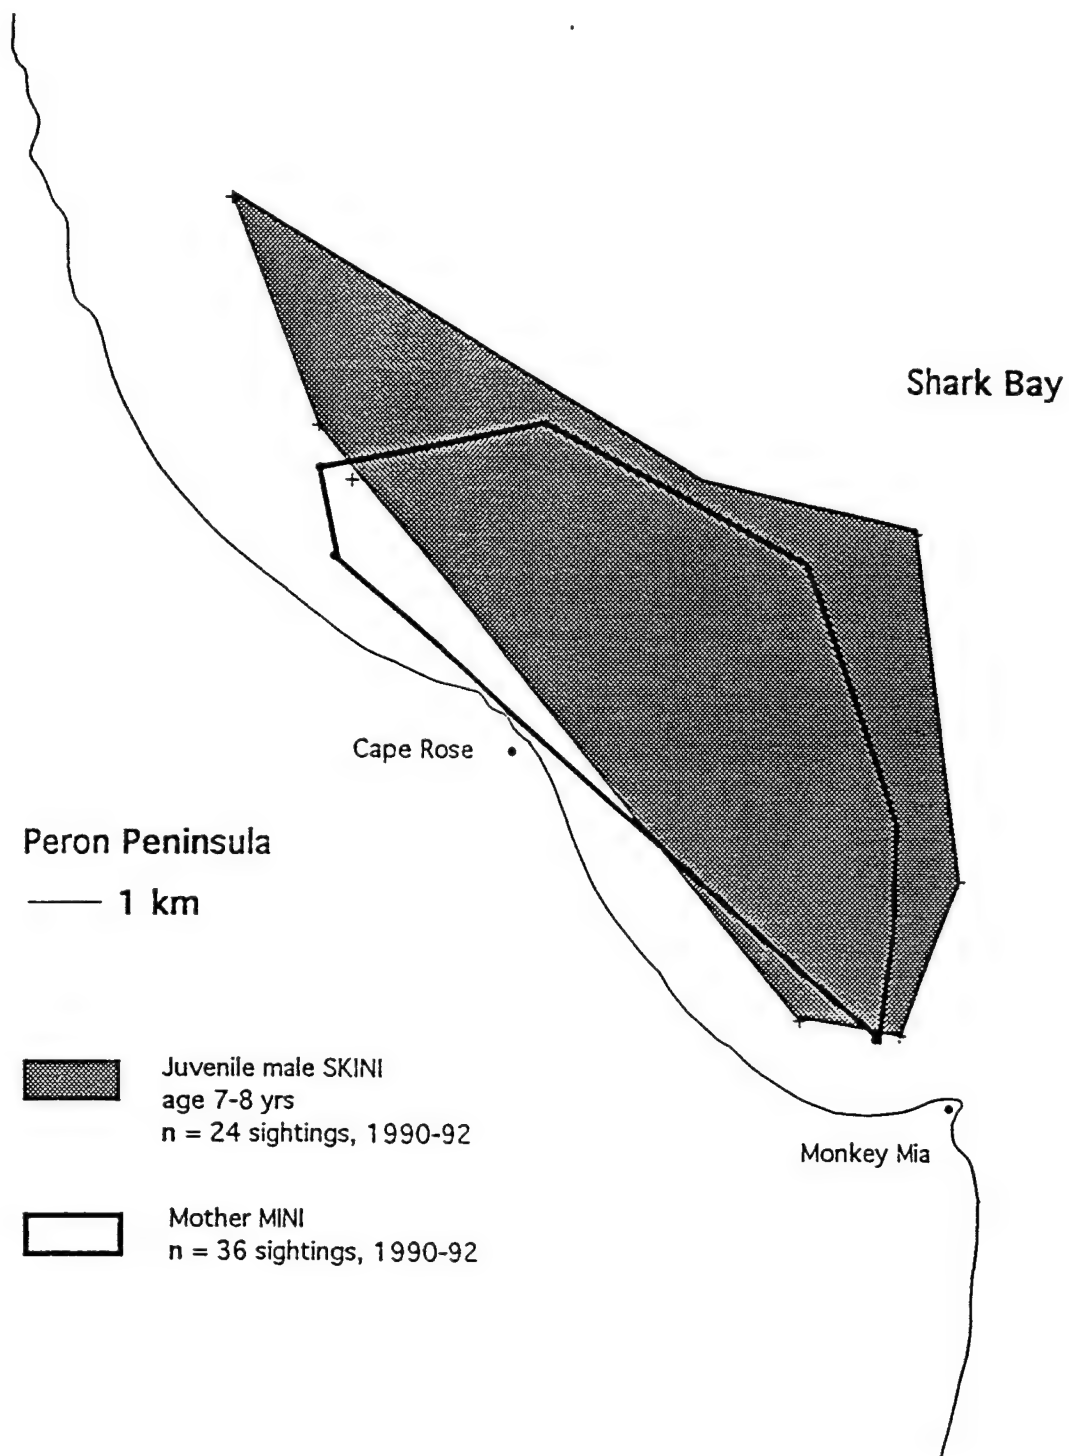 Shark Bay
Cape Rose
Peron Peninsula
1 km
Juvenile male SKINI
age 7-8 yrs
n = 24 sightings, 1990-92
Monkey Mia
Mother MINI
n = 36 sightings, 1990-92